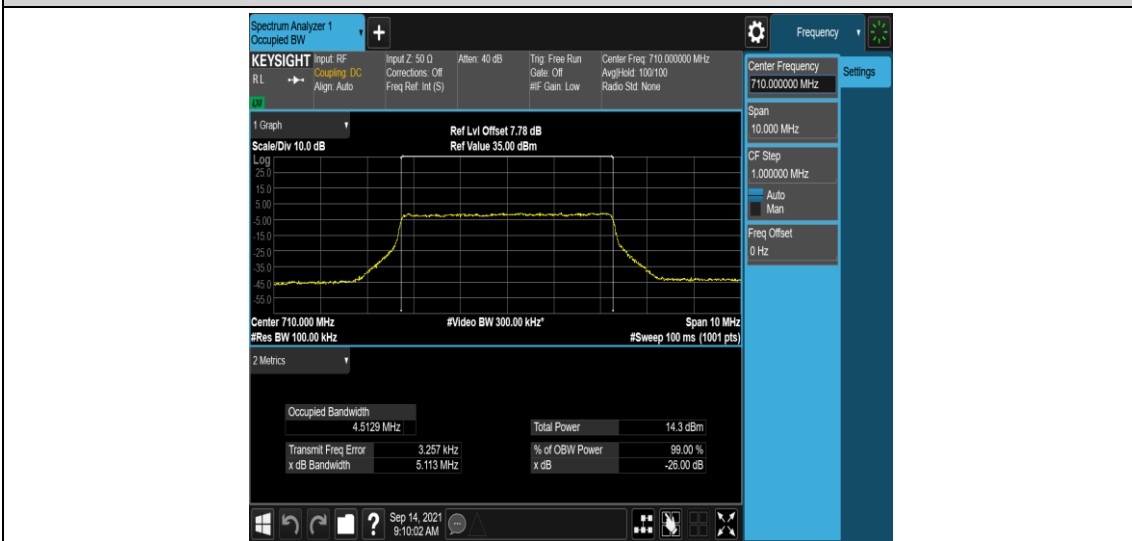 Spectrum Analyzer 1
Occupied BW
+
Frequency
KEYSIGHT
RL
LM
Input: RF
Coupling: DC
Align: Auto
Input Z: 50 Ω
Corrections: Off
Freq Ref: Int (S)
Atten: 40 dB
Trig: Free Run
Gate: Off
#IF Gain: Low
Center Freq: 710.000000 MHz
Avg|Hold: 100/100
Radio Std: None
Center Frequency
710.000000 MHz
Settings
Span
10.000 MHz
CF Step
1.000000 MHz
Auto
Man
Freq Offset
0 Hz
1 Graph
Scale/Div 10.0 dB
Ref Lvl Offset 7.78 dB
Ref Value 35.00 dBm
Log
25.0
15.0
5.00
-5.00
-15.0
-25.0
-35.0
-45.0
-55.0
Center 710.000 MHz
#Video BW 300.00 kHz*
Span 10 MHz
#Res BW 100.00 kHz
#Sweep 100 ms (1001 pts)
2 Metrics
Occupied Bandwidth
4.5129 MHz
Total Power 14.3 dBm
Transmit Freq Error 3.257 kHz
% of OBW Power 99.00 %
x dB Bandwidth 5.113 MHz
x dB -26.00 dB
?
Sep 14, 2021
9:10:02 AM